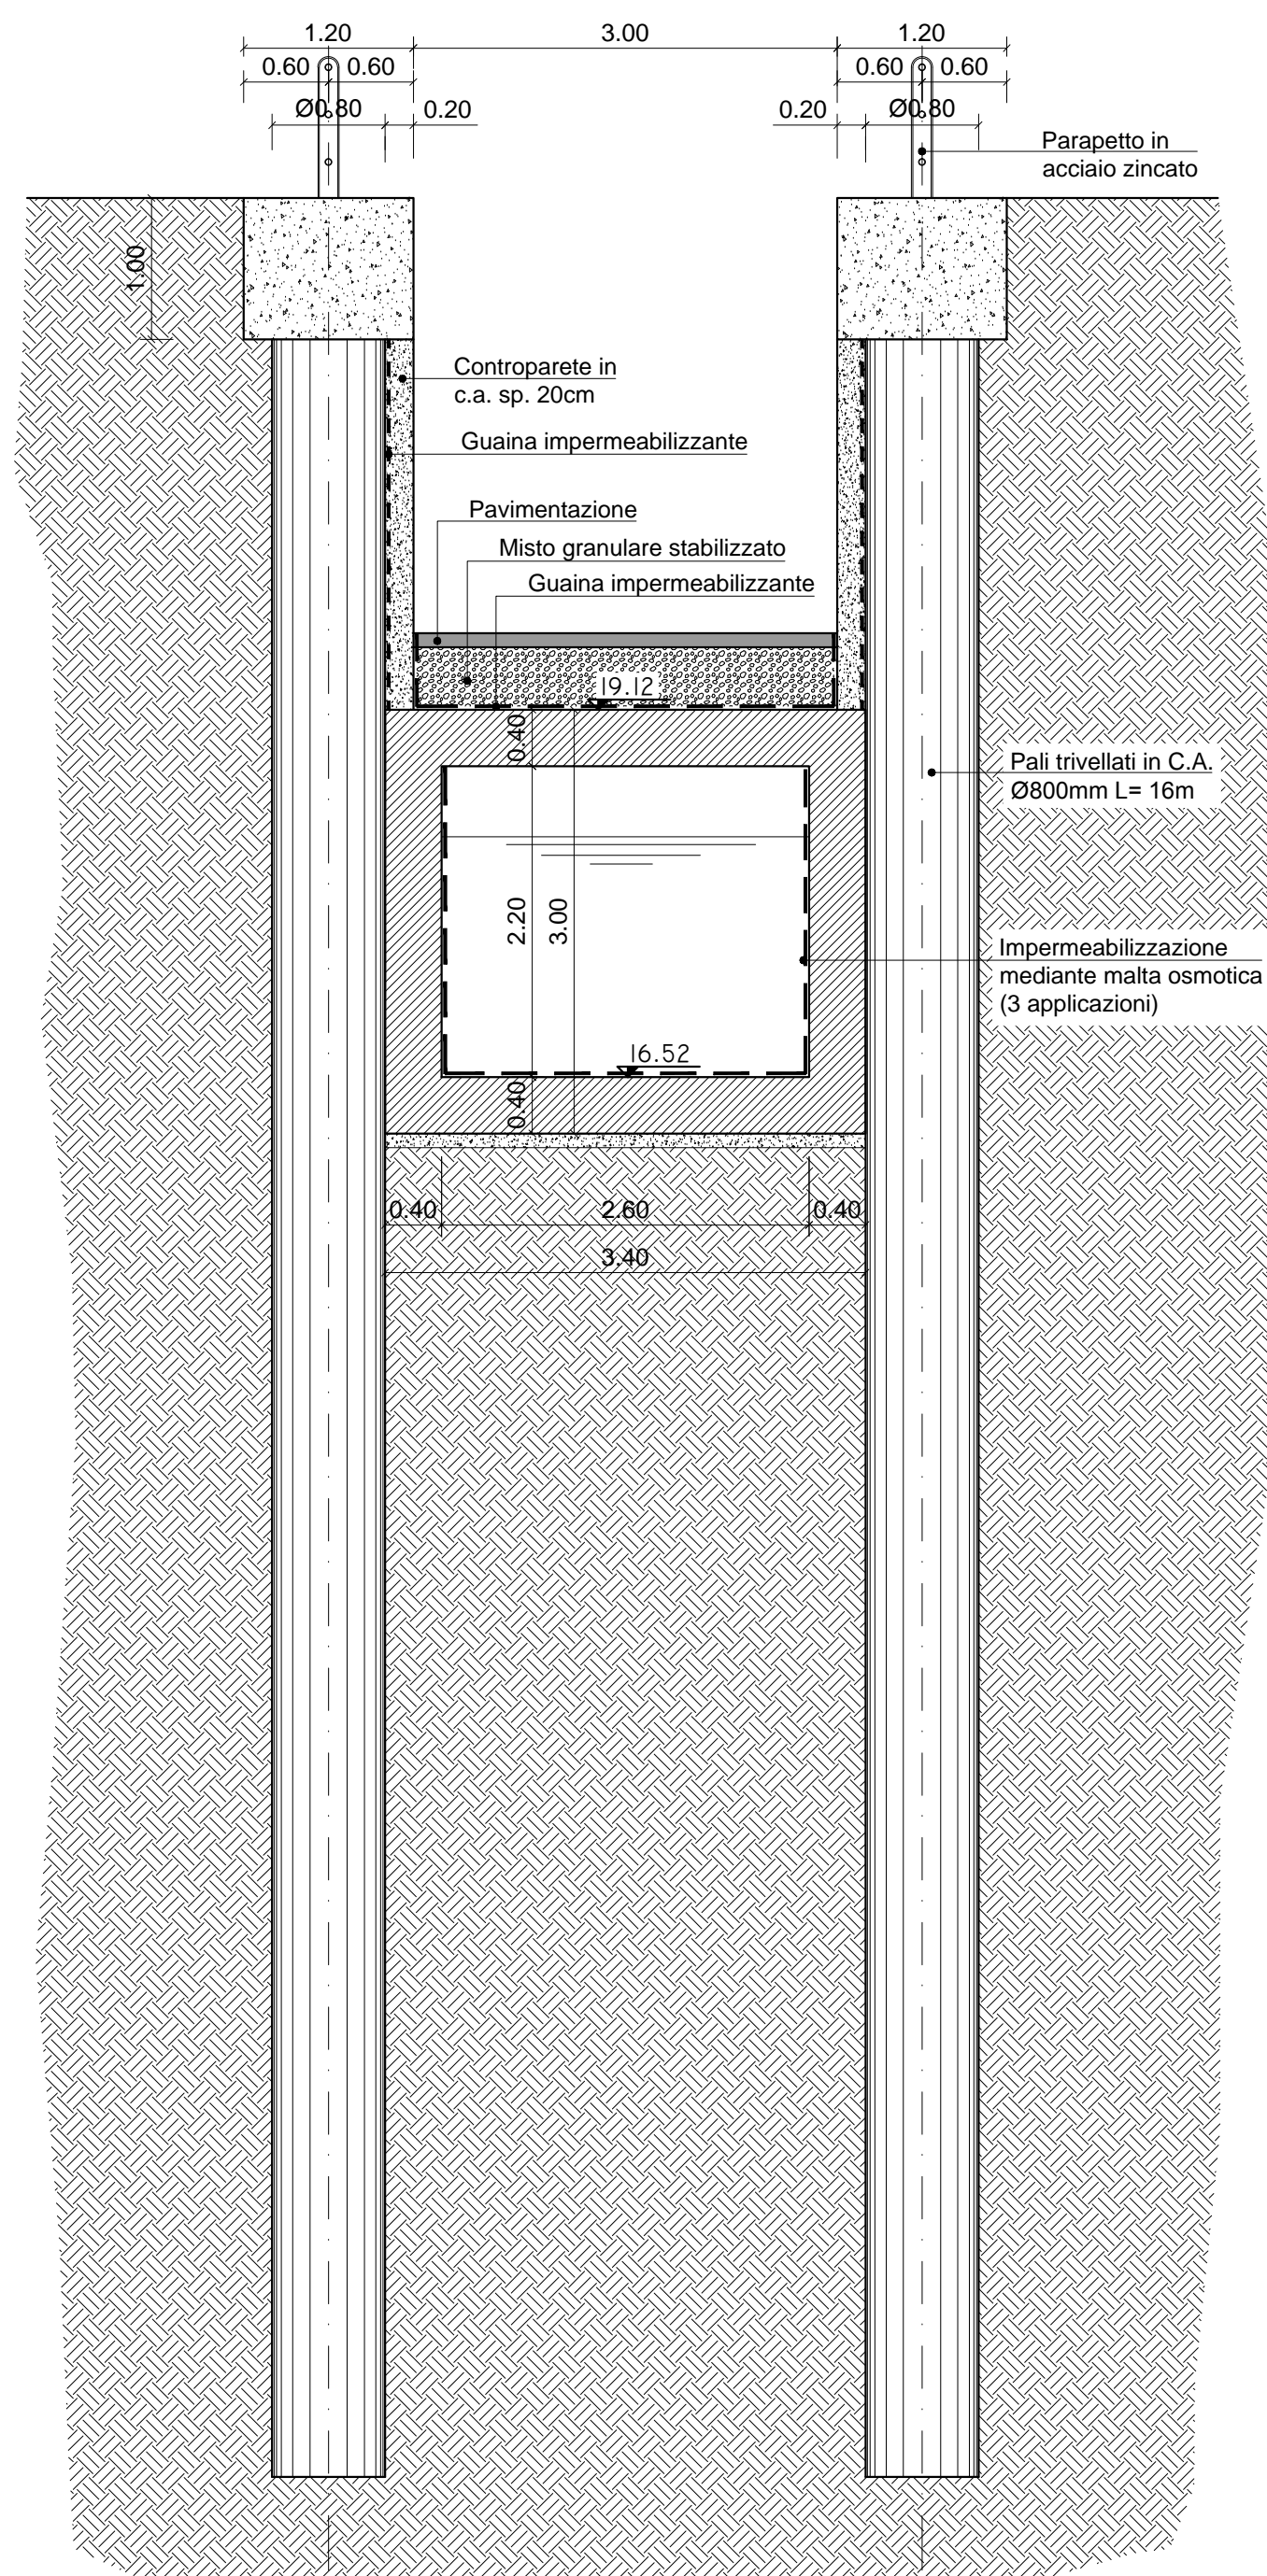 1.20
3.00
1.20
0.60
0.60
0.60
0.60
Ø0.80
0.20
0.20
Ø0.80
Parapetto in
acciaio zincato
1.00
Controparete in
c.a. sp. 20cm
Guaina impermeabilizzante
Pavimentazione
Misto granulare stabilizzato
Guaina impermeabilizzante
19.12
0.40
Pali trivellati in C.A.
Ø800mm L= 16m
2.20
3.00
Impermeabilizzazione
mediante malta osmotica
(3 applicazioni)
16.52
0.40
0.40
2.60
0.40
3.40